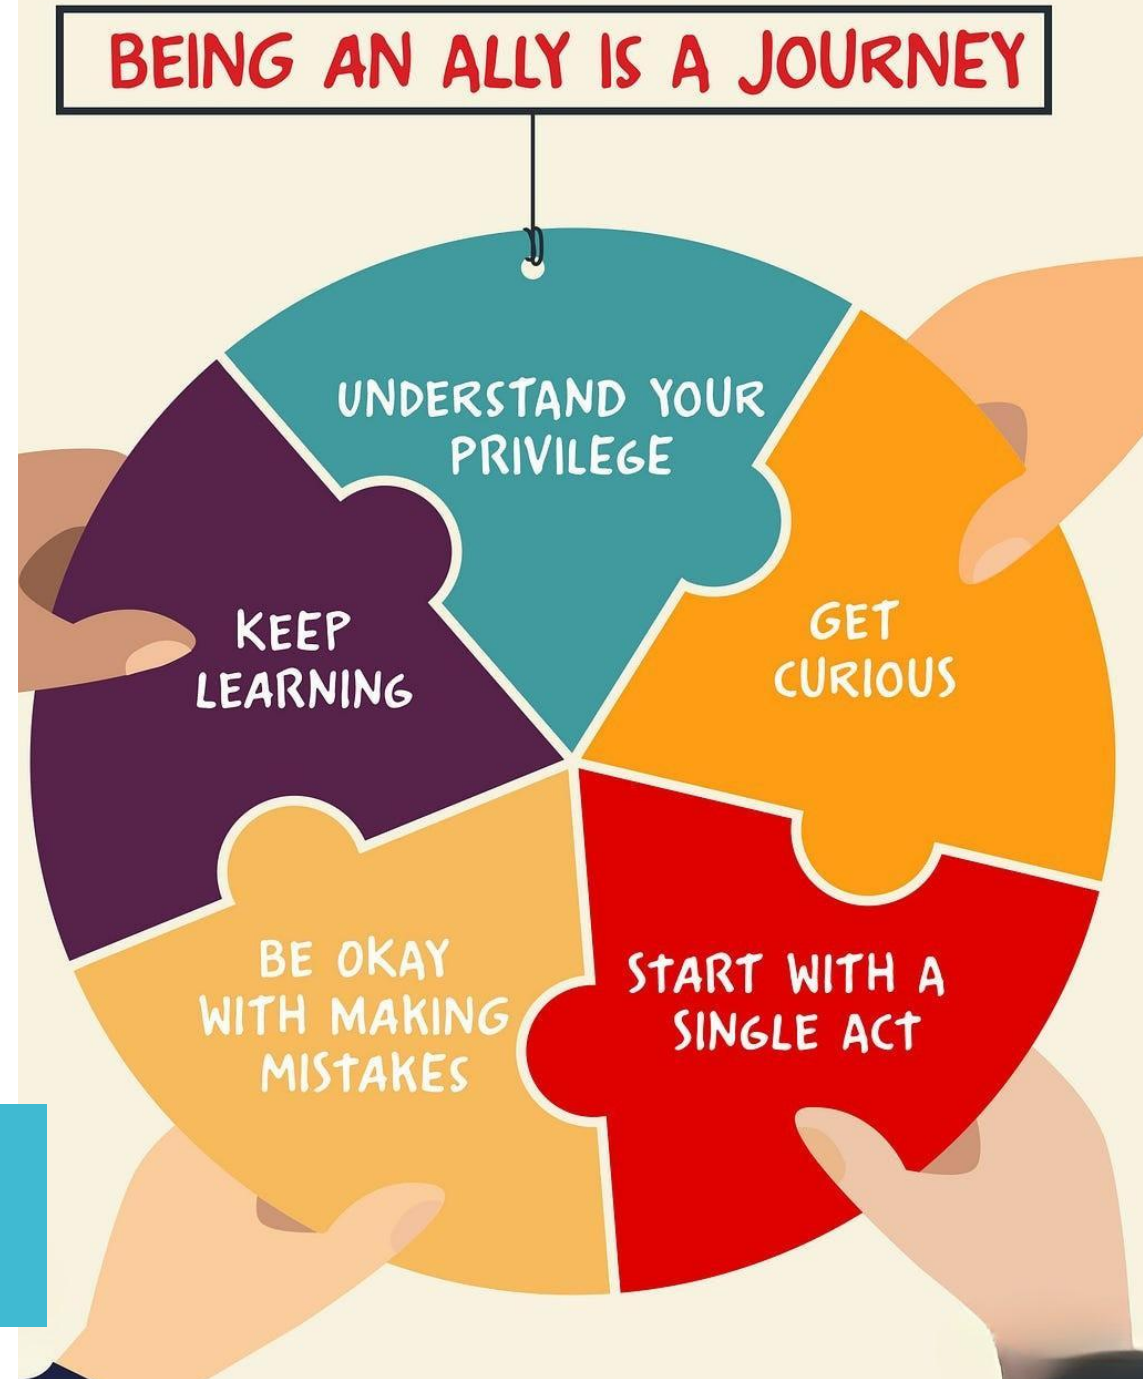 BEING AN ALLY IS A JOURNEY
UNDERSTAND YOUR
PRIVILEGE
GET
CURIOUS
START WITH A
SINGLE ACT
BE OKAY
WITH MAKING
MISTAKES
KEEP
LEARNING